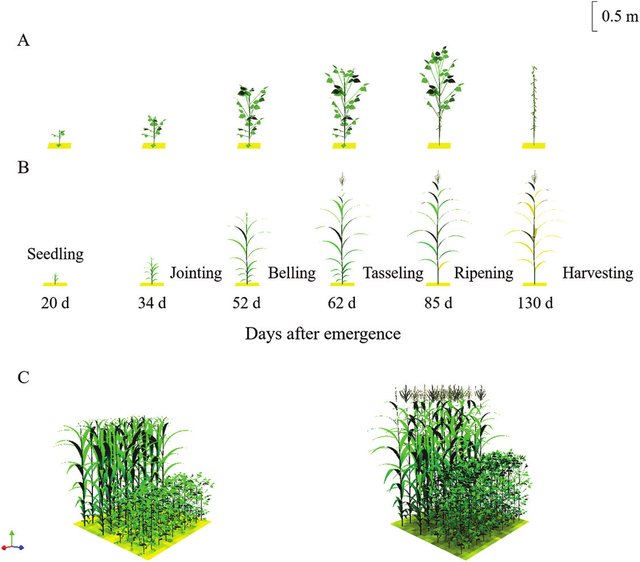 0.5 m
A
B
Seedling
Jointing
Belling
Tasseling
Ripening
Harvesting
20 d
34 d
52 d
62 d
85 d
130 d
Days after emergence
C